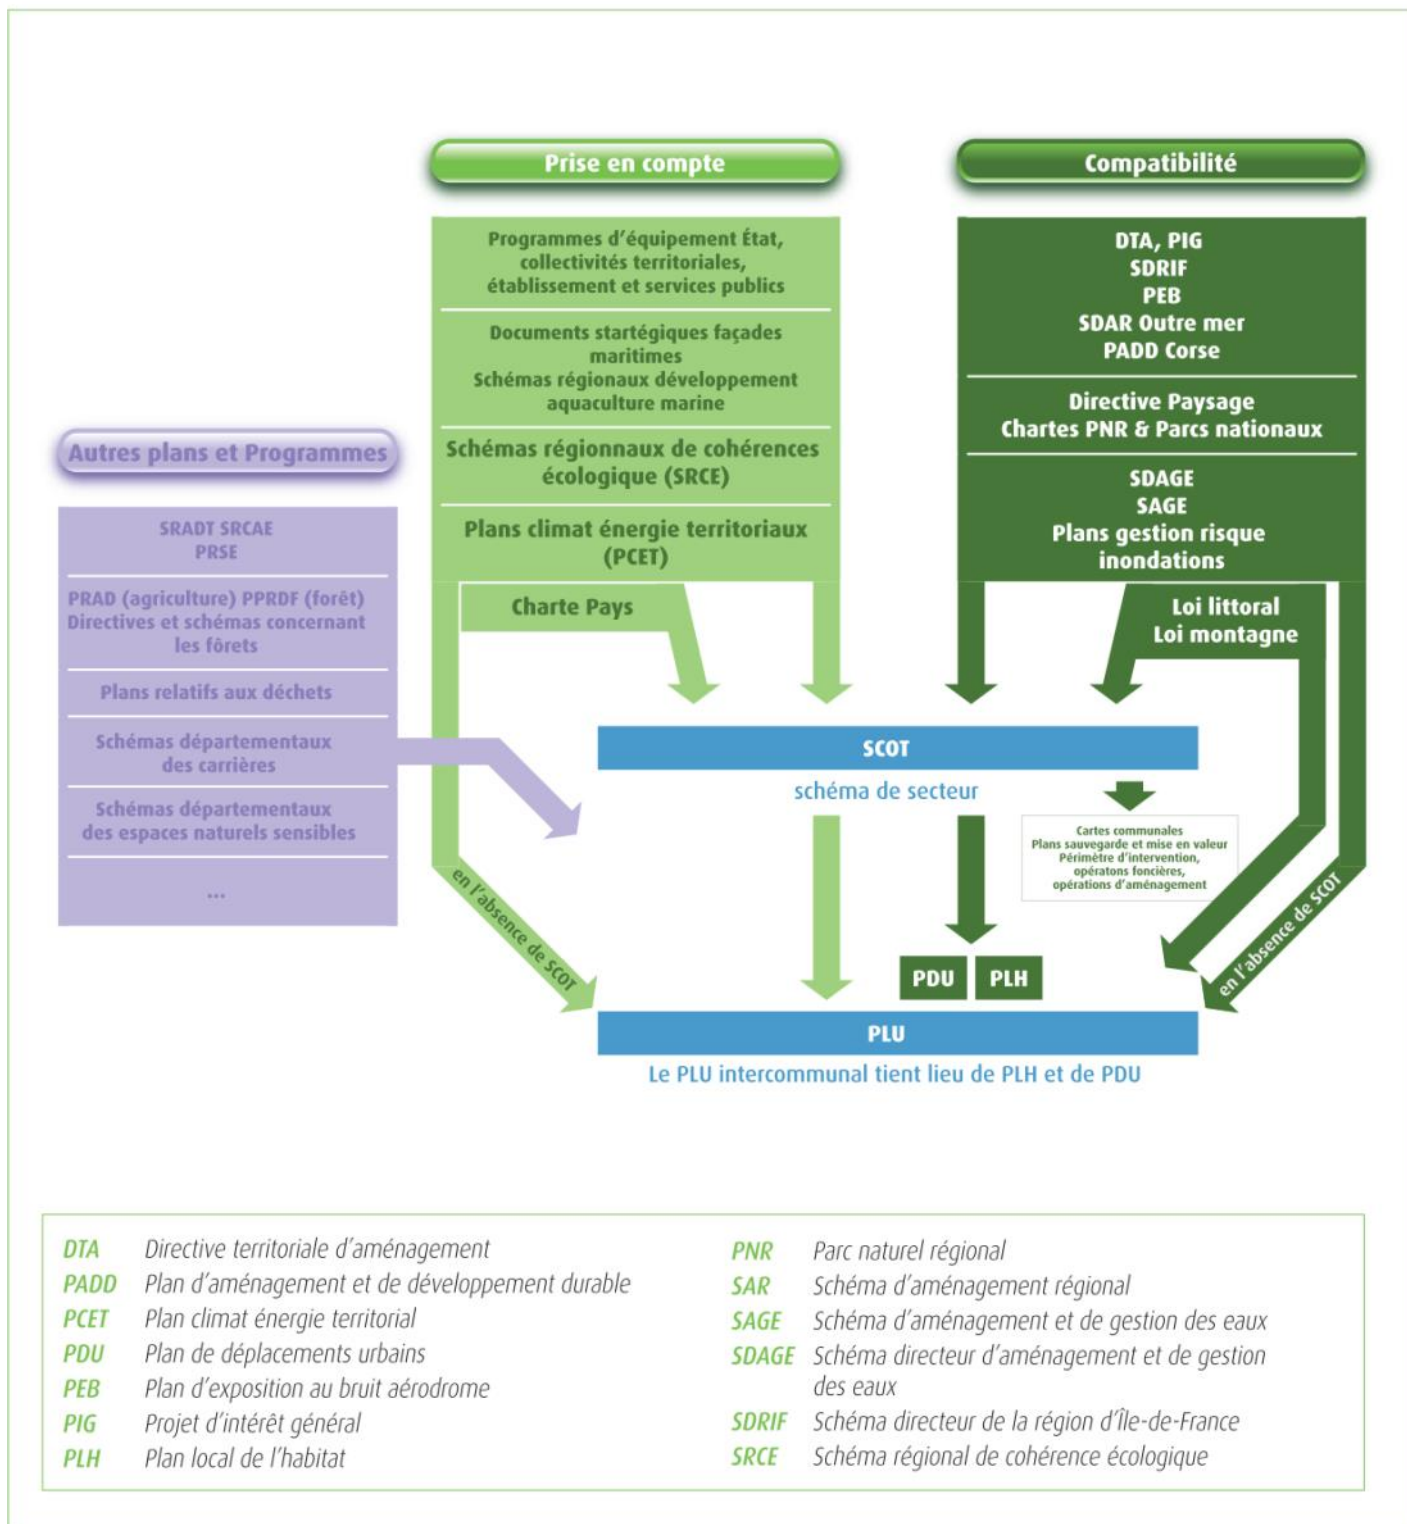 Prise en compte
Programmes d'équipement État,
collectivités territoriales,
établissement et services publics
Documents startégiques façades
maritimes
Schémas régionaux développement
aquaculture marine
Schémas régionnaux de cohérences
écologique (SRCE)
Plans climat énergie territoriaux
(PCET)
Charte Pays
Compatibilité
DTA, PIG
SDRIF
PEB
SDAR Outre mer
PADD Corse
Directive Paysage
Chartes PNR & Parcs nationaux
SDAGE
SAGE
Plans gestion risque
inondations
Loi littoral
Loi montagne
Autres plans et Programmes
SRADT SRCAE
PRSE
PRAD (agriculture) PPRDF (forêt)
Directives et schémas concernant
les fôrets
Plans relatifs aux déchets
Schémas départementaux
des carrières
Schémas départementaux
des espaces naturels sensibles
...
SCOT
schéma de secteur
Cartes communales
Plans sauvegarde et mise en valeur
Périmètre d'intervention,
opératons foncières,
opérations d'aménagement
en l'absence de SCOT
en l'absence de SCOT
PDU
PLH
PLU
Le PLU intercommunal tient lieu de PLH et de PDU
DTA Directive territoriale d'aménagement
PADD Plan d'aménagement et de développement durable
PCET Plan climat énergie territorial
PDU Plan de déplacements urbains
PEB Plan d'exposition au bruit aérodrome
PIG Projet d'intérêt général
PLH Plan local de l'habitat
PNR Parc naturel régional
SAR Schéma d'aménagement régional
SAGE Schéma d'aménagement et de gestion des eaux
SDAGE Schéma directeur d'aménagement et de gestion
des eaux
SDRIF Schéma directeur de la région d'Île-de-France
SRCE Schéma régional de cohérence écologique